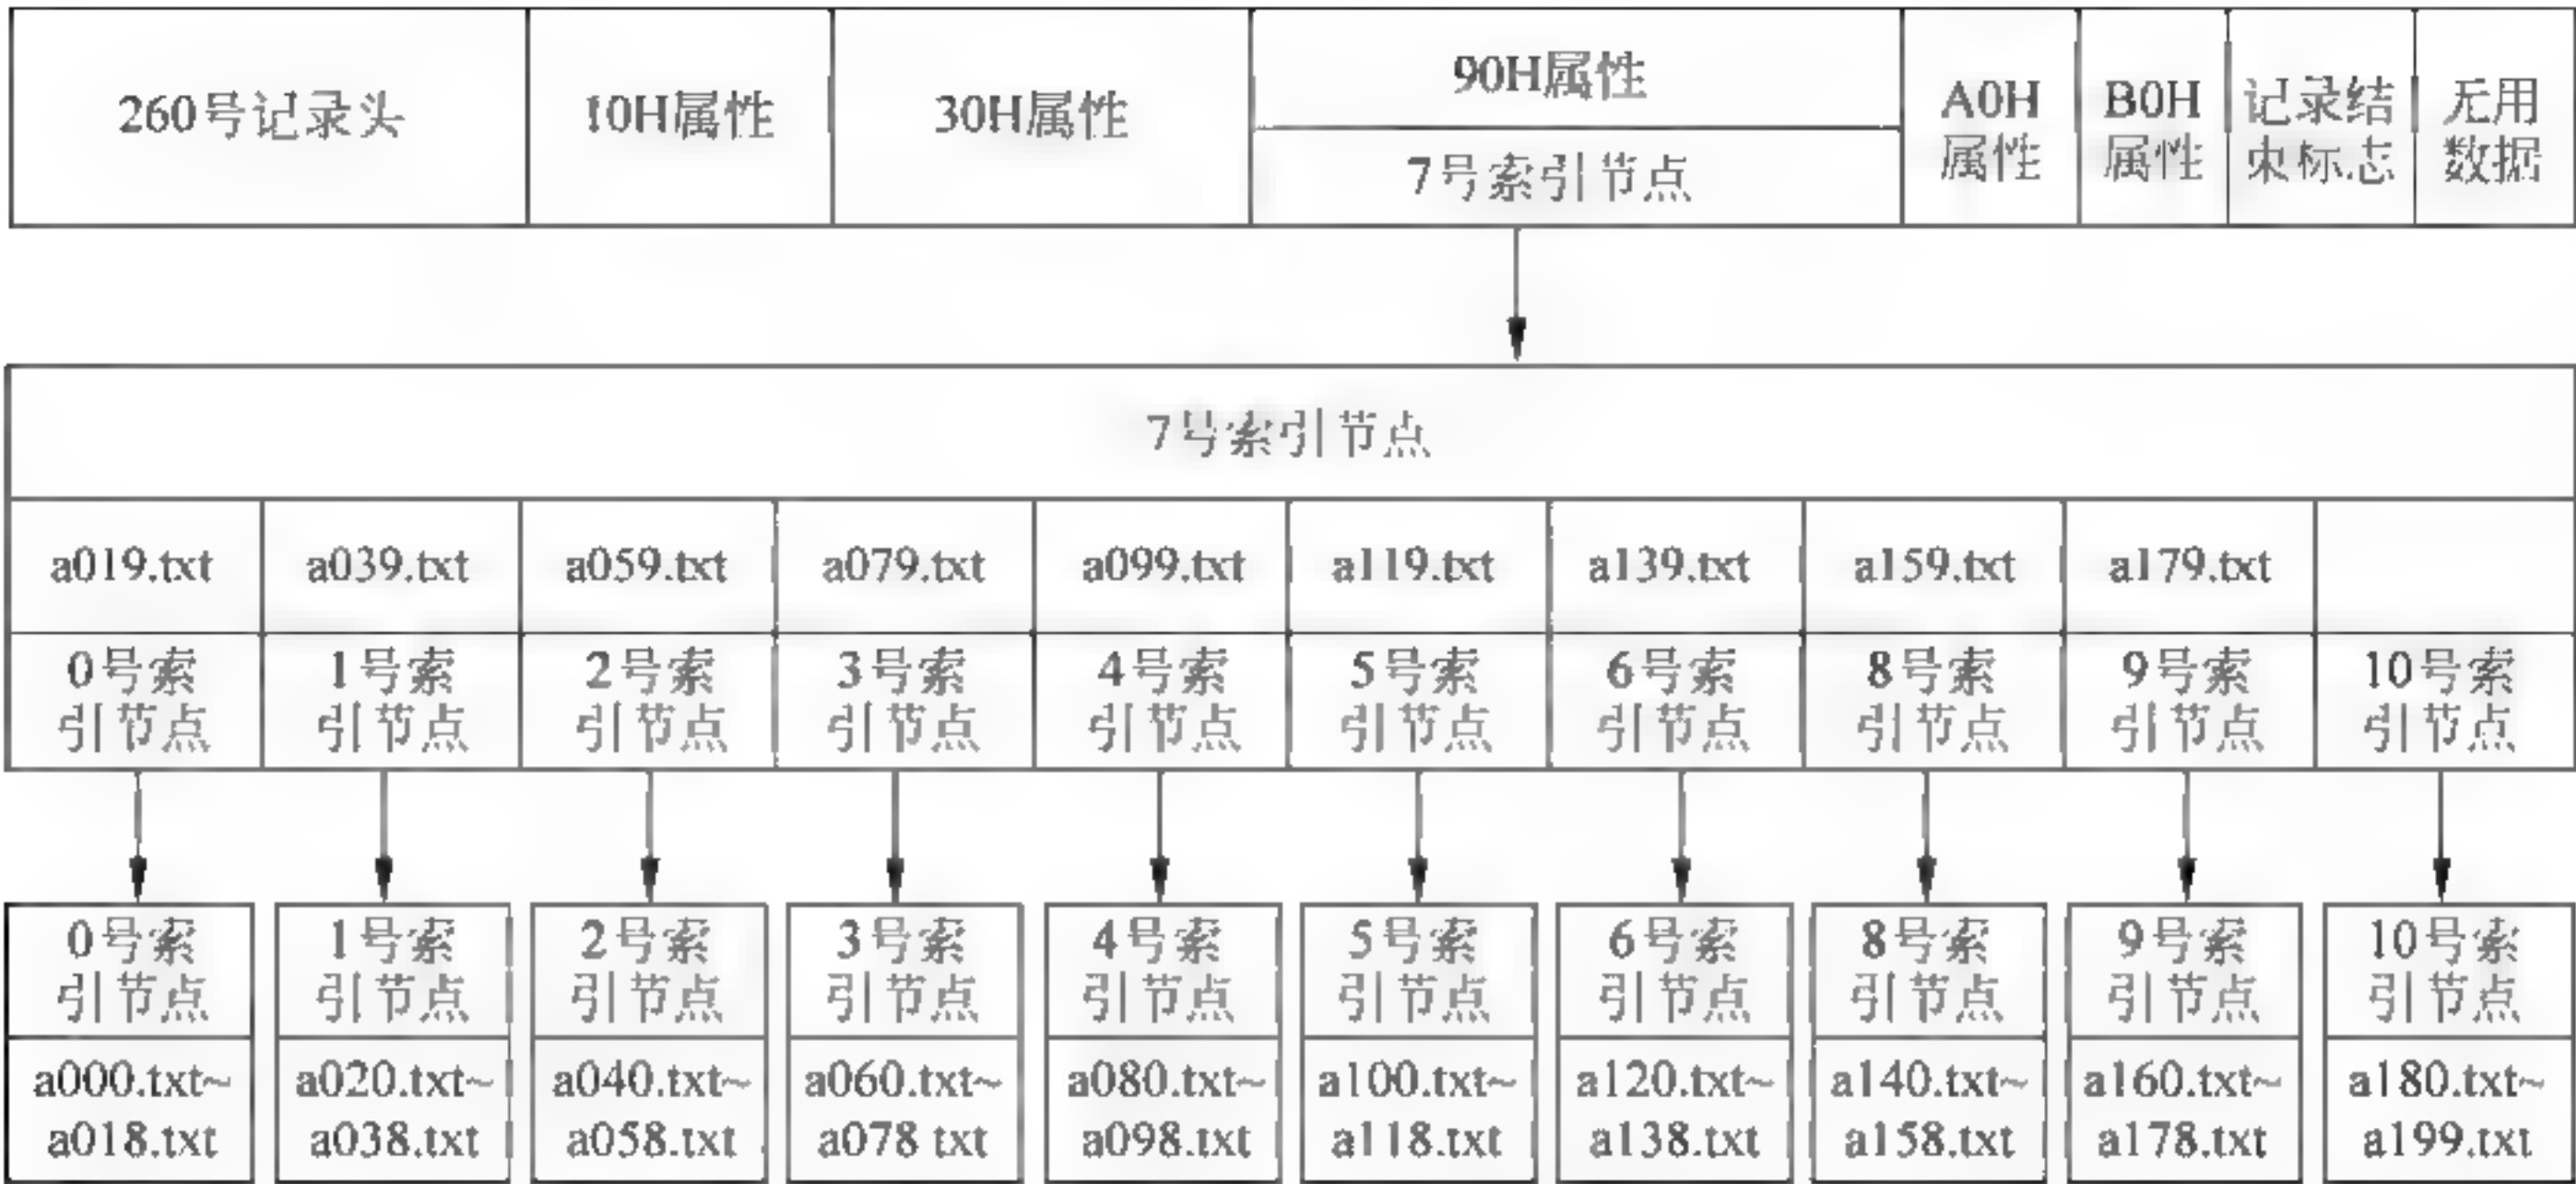 260号记录头
10H属性
30H属性
90H属性
7号索引节点
A0H
属性
B0H
属性
记录结
束标志
无用
数据
7号索引节点
a019.txt
a039.txt
a059.txt
a079.txt
a099.txt
a119.txt
a139.txt
a159.txt
a179.txt
0号索
引节点
1号索
引节点
2号索
引节点
3号索
引节点
4号索
引节点
5号索
引节点
6号索
引节点
8号索
引节点
9号索
引节点
10号索
引节点
0号索
引节点
1号索
引节点
2号索
引节点
3号索
引节点
4号索
引节点
5号索
引节点
6号索
引节点
8号索
引节点
9号索
引节点
10号索
引节点
a000.txt~
a018.txt
a020.txt~
a038.txt
a040.txt~
a058.txt
a060.txt~
a078 txt
a080.txt~
a098.txt
a100.txt~
a118.txt
a120.txt~
a138.txt
a140.txt~
a158.txt
a160.txt~
a178.txt
a180.txt~
a199.txt